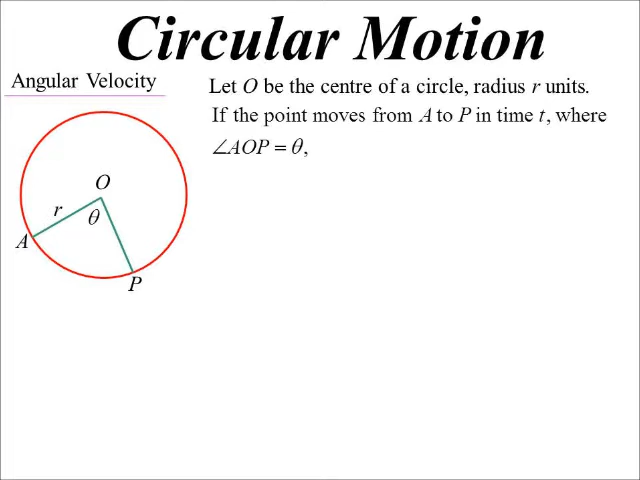 Circular Motion
Angular Velocity
Let O be the centre of a circle, radius r units.
If the point moves from A to P in time t, where
∠AOP = θ,
O
r
θ
A
P